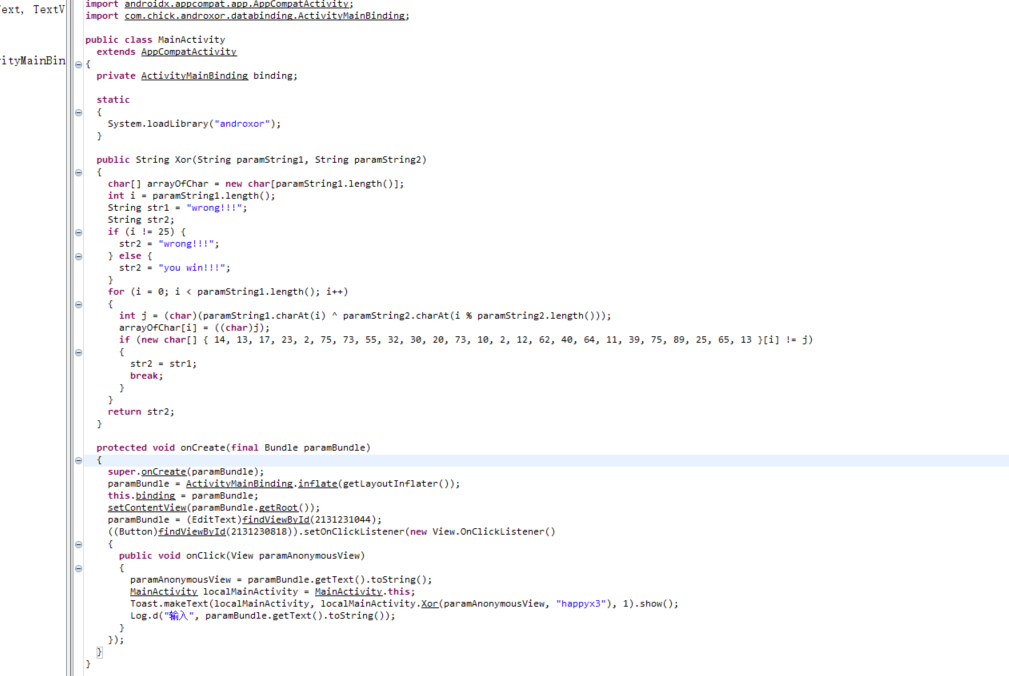 ext, TextV
ityMainBin
import androidx.appcompat.app.AppCompatActivity;
import com.chick.androxor.databinding.ActivityMainBinding;
public class MainActivity
extends AppCompatActivity
{
private ActivityMainBinding binding;
static
{
System.loadLibrary("androxor");
}
public String Xor(String paramString1, String paramString2)
{
char[] arrayOfChar = new char[paramString1.length()];
int i = paramString1.length();
String str1 = "wrong!!!";
String str2;
if (i != 25) {
str2 = "wrong!!!";
} else {
str2 = "you win!!!";
}
for (i = 0; i < paramString1.length(); i++)
{
int j = (char)(paramString1.charAt(i) ^ paramString2.charAt(i % paramString2.length()));
arrayOfChar[i] = ((char)j);
if (new char[] { 14, 13, 17, 23, 2, 75, 73, 55, 32, 30, 20, 73, 10, 2, 12, 62, 40, 64, 11, 39, 75, 89, 25, 65, 13 }[i] != j)
{
str2 = str1;
break;
}
}
return str2;
}
protected void onCreate(final Bundle paramBundle)
{
super.onCreate(paramBundle);
paramBundle = ActivityMainBinding.inflate(getLayoutInflater());
this.binding = paramBundle;
setContentView(paramBundle.getRoot());
paramBundle = (EditText)findViewById(2131231044);
((Button)findViewById(2131230818)).setOnClickListener(new View.OnClickListener()
{
public void onClick(View paramAnonymousView)
{
paramAnonymousView = paramBundle.getText().toString();
MainActivity localMainActivity = MainActivity.this;
Toast.makeText(localMainActivity, localMainActivity.Xor(paramAnonymousView, "happyx3"), 1).show();
Log.d("输入", paramBundle.getText().toString());
}
});
}
}